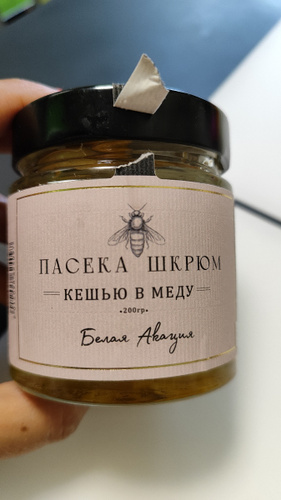 ПАСЕКА ШКРЮМ
КЕШЬЮ В МЕДУ
•200гр•
Белая Акация